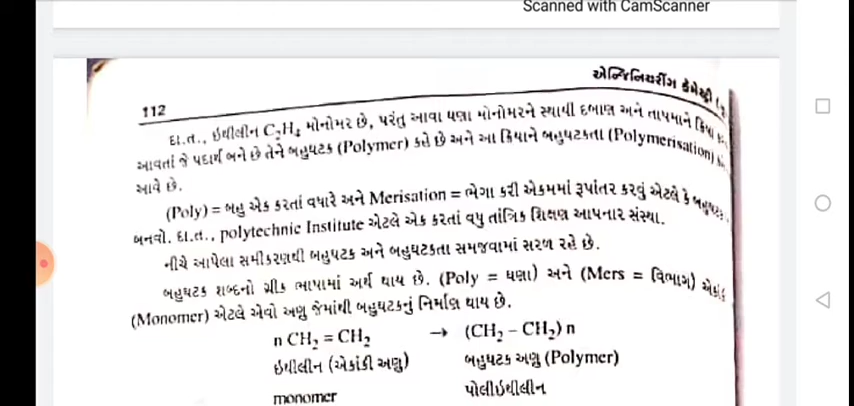 Scanned with CamScanner
એન્જિનિયરીંગ કેમેસ્ટ્રી
112
દા.ત., ઇથીલીન C₂H₄ મોનોમર છે, પરંતુ આવા ઘણા મોનોમરને સ્થાયી દબાણ અને તાપમાને ક્રિયા
આવતાં જે પદાર્થ બને છે તેને બહુઘટક (Polymer) કહે છે અને આ ક્રિયાને બહુઘટકતા (Polymerisation)
આવે છે.
(Poly) = બહુ એક કરતાં વધારે અને Merisation = ભેગા કરી એકમમાં રૂપાંતર કરવું એટલે કે બહુઘટક
બનવો. દા.ત., polytechnic Institute એટલે એક કરતાં વધુ તાંત્રિક શિક્ષણ આપનાર સંસ્થા.
નીચે આપેલા સમીકરણથી બહુઘટક અને બહુઘટકતા સમજવામાં સરળ રહે છે.
બહુઘટક શબ્દનો ગ્રીક ભાષામાં અર્થ થાય છે. (Poly = ઘણા) અને (Mers = વિભાગ)
(Monomer) એટલે એવો અણુ જેમાંથી બહુઘટકનું નિર્માણ થાય છે.
n CH₂ = CH₂ → (CH₂ – CH₂) n
ઇથીલીન (એકાંકી અણુ) બહુઘટક અણુ (Polymer)
monomer પોલીઇથીલીન